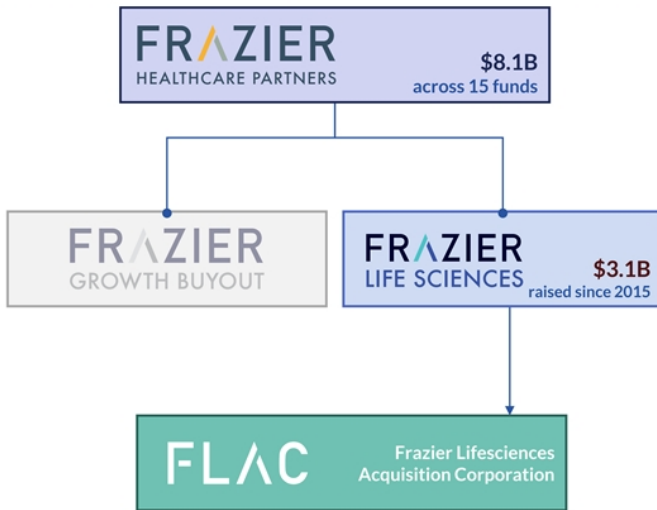 FRAZIER
HEALTHCARE PARTNERS
$8.1B
across 15 funds
FRAZIER
GROWTH BUYOUT
FRAZIER
LIFE SCIENCES
$3.1B
raised since 2015
FLAC
Frazier Lifesciences
Acquisition Corporation